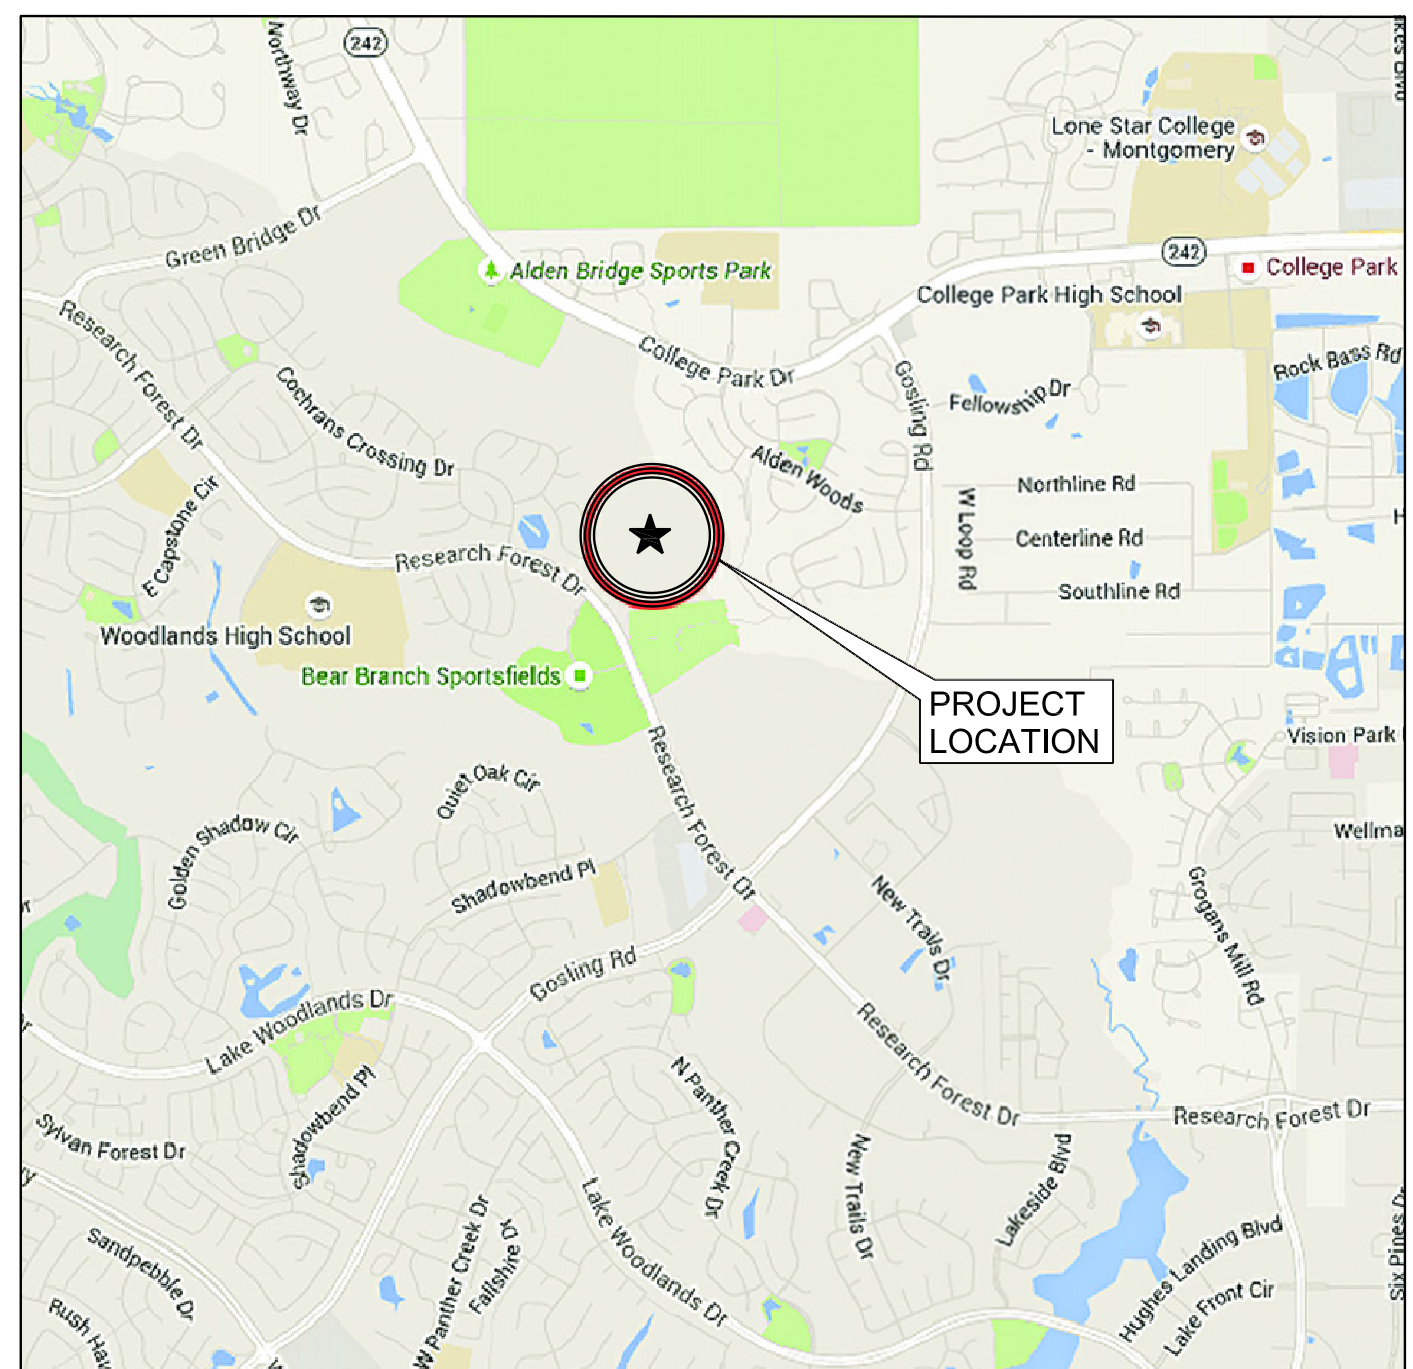 242
Northway Dr
Lone Star College
- Montgomery
Green Bridge Dr
242
Alden Bridge Sports Park
College Park
College Park High School
Research Forest Dr
College Park Dr
Rock Bass Rd
Cochrans Crossing Dr
Gosling Rd
Fellowship Dr
Alden Woods
Northline Rd
E Capstone Cir
W Loop Rd
Centerline Rd
Research Forest Dr
Southline Rd
Woodlands High School
Bear Branch Sportsfields
PROJECT
LOCATION
Vision Park
Research Forest Dr
Quiet Oak Cir
Golden Shadow Cir
Wellma
Shadowbend Pl
New Trails Dr
Grogans Mill Rd
Gosling Rd
Lake Woodlands Dr
Research Forest Dr
N Panther Creek Dr
Shadowbend Pl
Research Forest Dr
Sylvan Forest Dr
New Trails Dr
Lakeside Blvd
Lake Woodlands Dr
W Panther Creek Dr
Fallshire Dr
Six Pines Dr
Sandpebble Dr
Hughes Landing Blvd
Lake Front Cir
Rush Hav